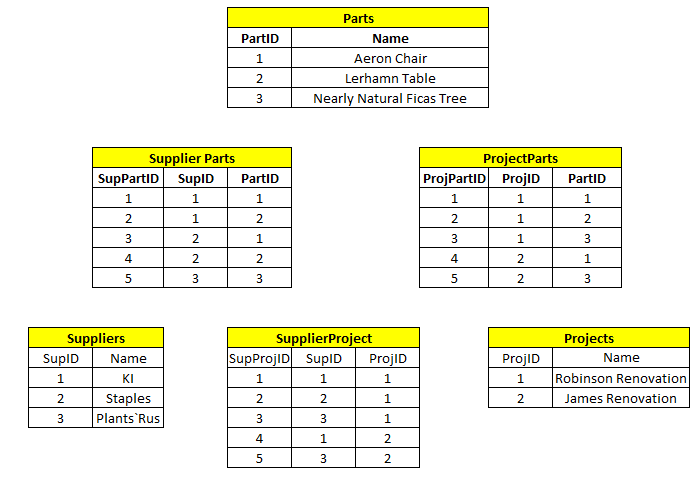 Parts
PartID Name
1 Aeron Chair
2 Lerhamn Table
3 Nearly Natural Ficas Tree
Supplier Parts
SupPartID SupID PartID
1 1 1
2 1 2
3 2 1
4 2 2
5 3 3
ProjectParts
ProjPartID ProjID PartID
1 1 1
2 1 2
3 1 3
4 2 1
5 2 3
Suppliers
SupID Name
1 KI
2 Staples
3 Plants`Rus
SupplierProject
SupProjID SupID ProjID
1 1 1
2 2 1
3 3 1
4 1 2
5 3 2
Projects
ProjID Name
1 Robinson Renovation
2 James Renovation